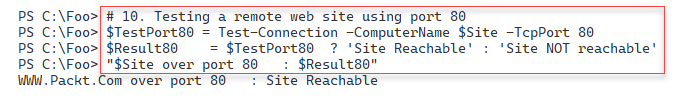 PS C:\Foo> # 10. Testing a remote web site using port 80
PS C:\Foo> $TestPort80 = Test-Connection -ComputerName $Site -TcpPort 80
PS C:\Foo> $Result80    = $TestPort80  ? 'Site Reachable' : 'Site NOT reachable'
PS C:\Foo> "$Site over port 80   : $Result80"
WWW.Packt.Com over port 80   : Site Reachable